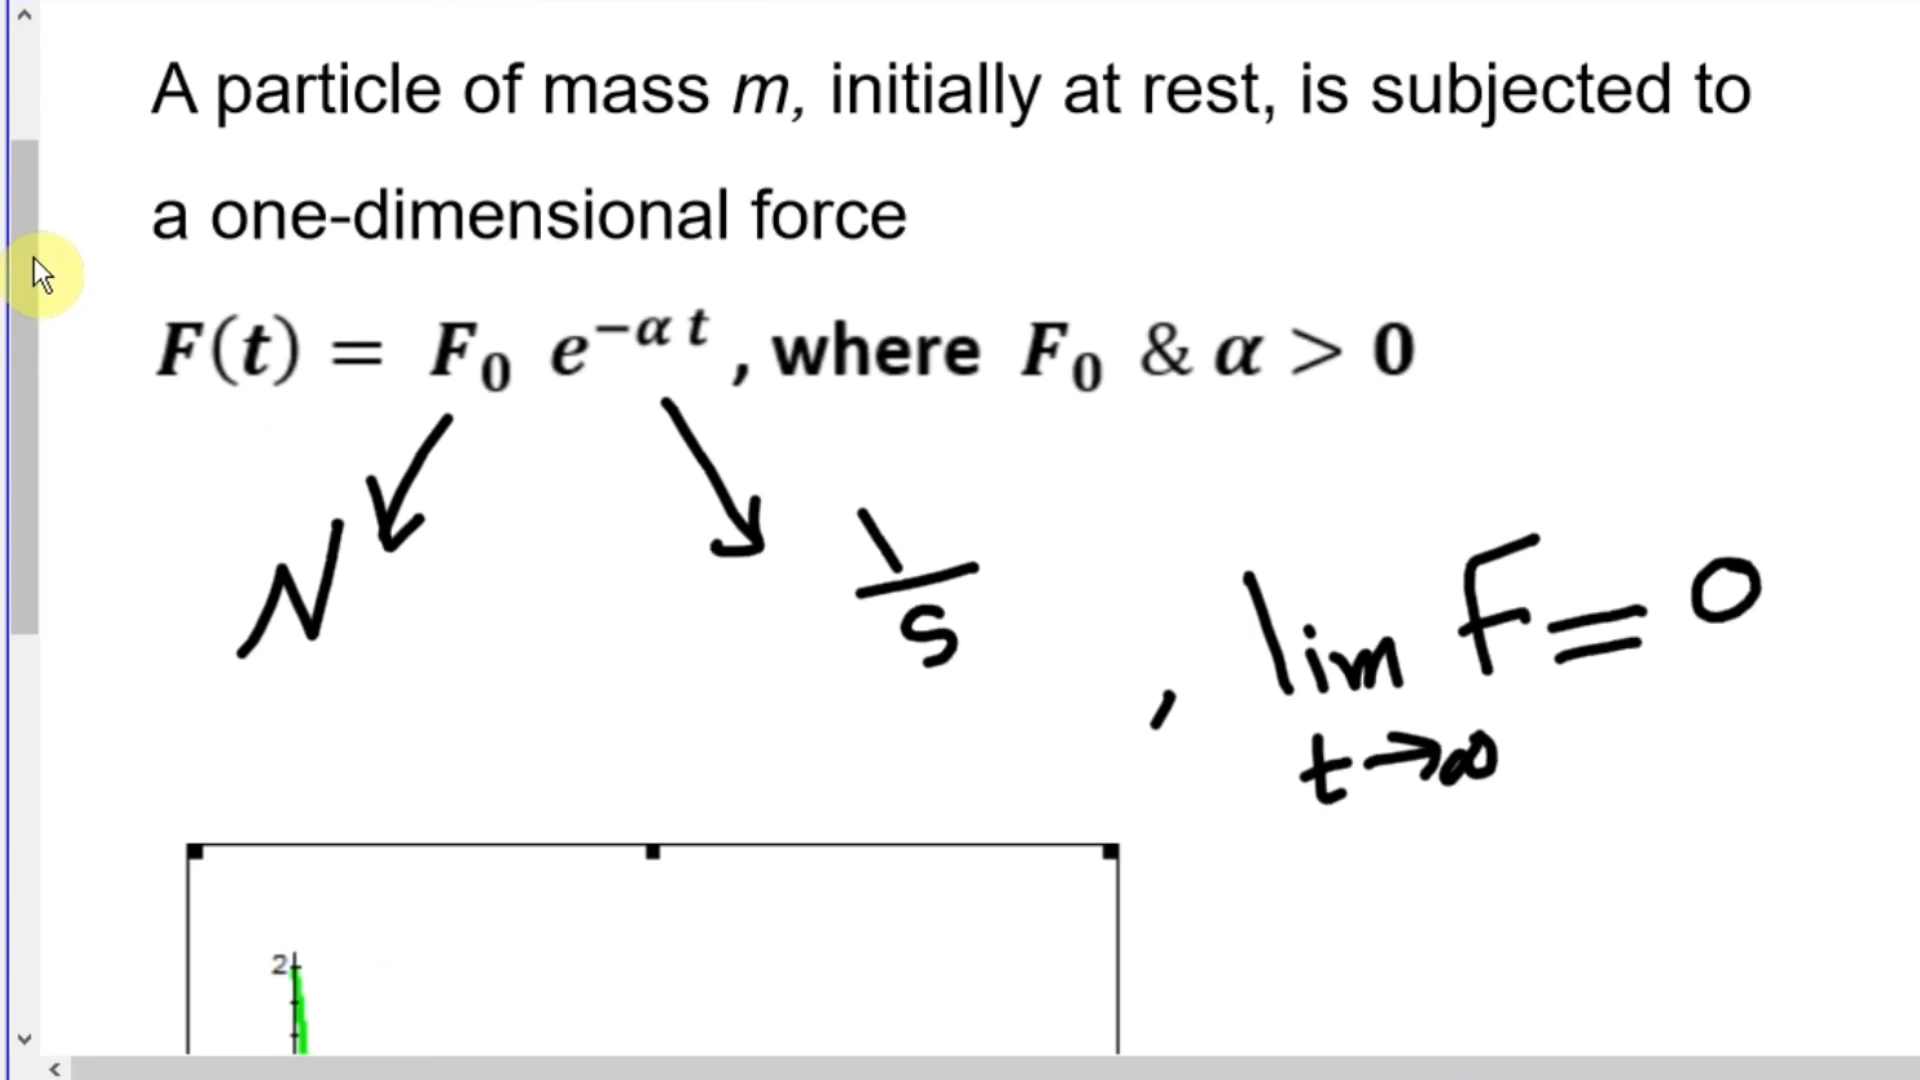 A particle of mass m, initially at rest, is subjected to
a one-dimensional force
F(t) = F₀ e^{-α t}, where F₀ & α > 0
N
1/s
, lim F = 0
t→∞
2